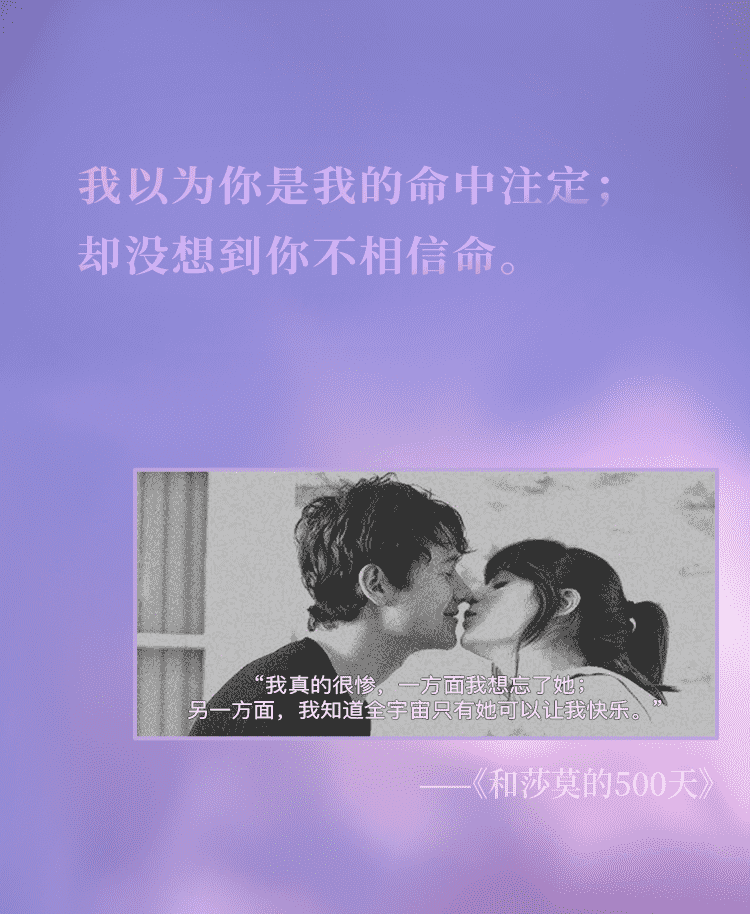 我以为你是我的命中注定；
却没想到你不相信命。
“我真的很惨，一方面我想忘了她；
另一方面，我知道全宇宙只有她可以让我快乐。”
——《和莎莫的500天》